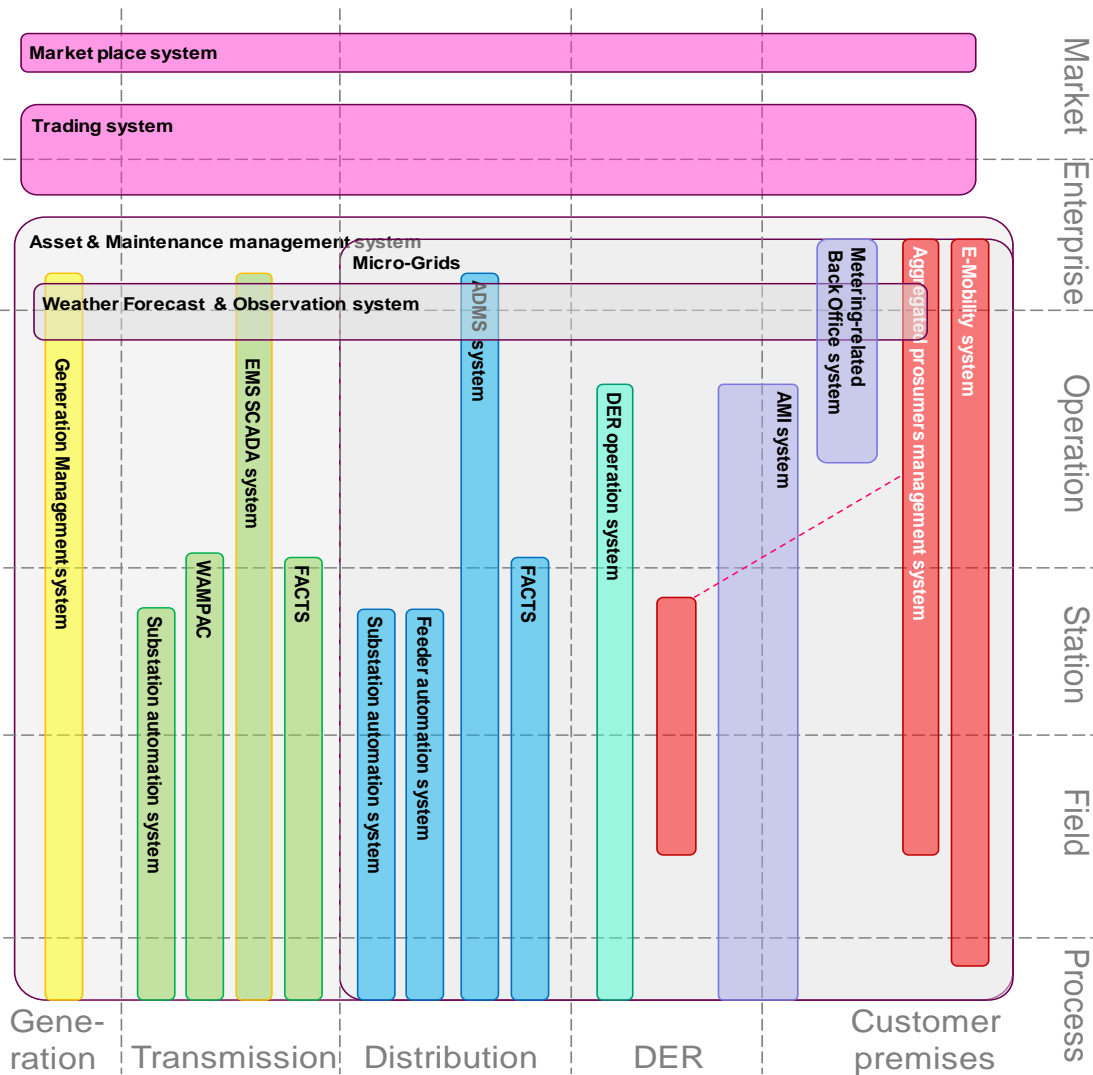 Market place system
Trading system
Asset & Maintenance management system
Micro-Grids
Weather Forecast & Observation system
Generation Management system
Substation automation system
WAMPAC
EMS SCADA system
FACTS
Substation automation system
Feeder automation system
ADMS system
FACTS
DER operation system
AMI system
Metering-related
Back Office system
Aggregated prosumers management system
E-Mobility system
Market
Enterprise
Operation
Station
Field
Process
Gene-
ration
Transmission
Distribution
DER
Customer
premises